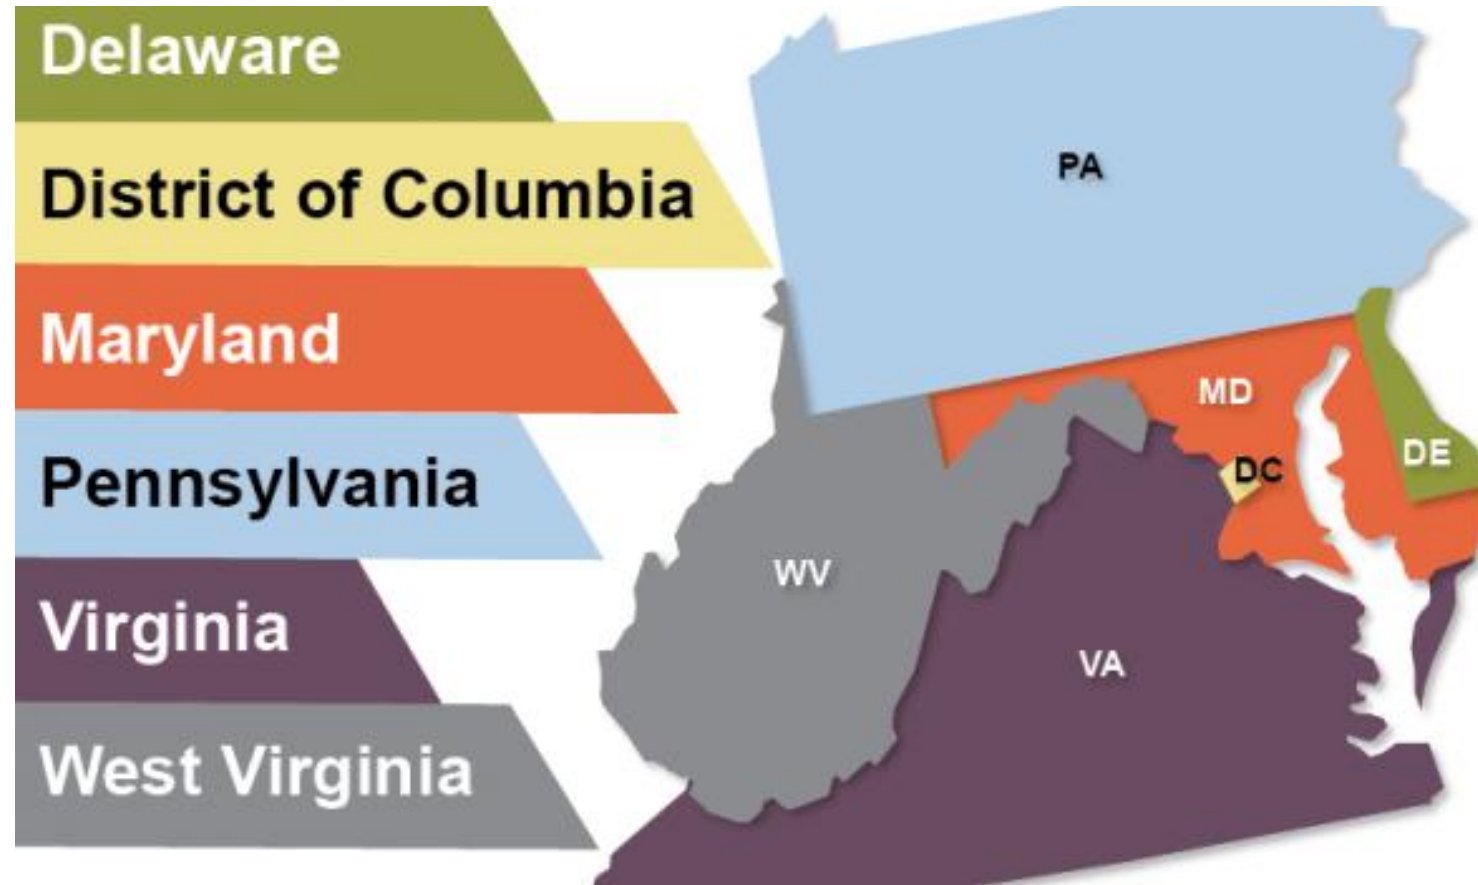 Delaware
District of Columbia
Maryland
Pennsylvania
Virginia
West Virginia
PA
MD
DC
DE
WV
VA